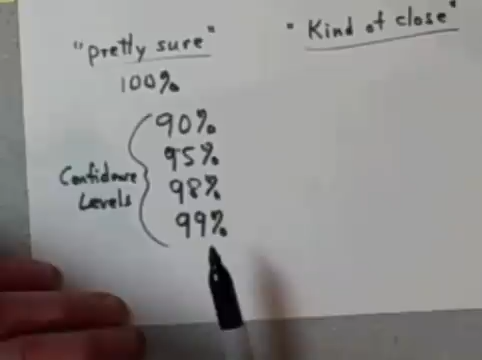 "pretty sure"
"Kind of close"
100%
90%
95%
98%
99%
Confidence
Levels